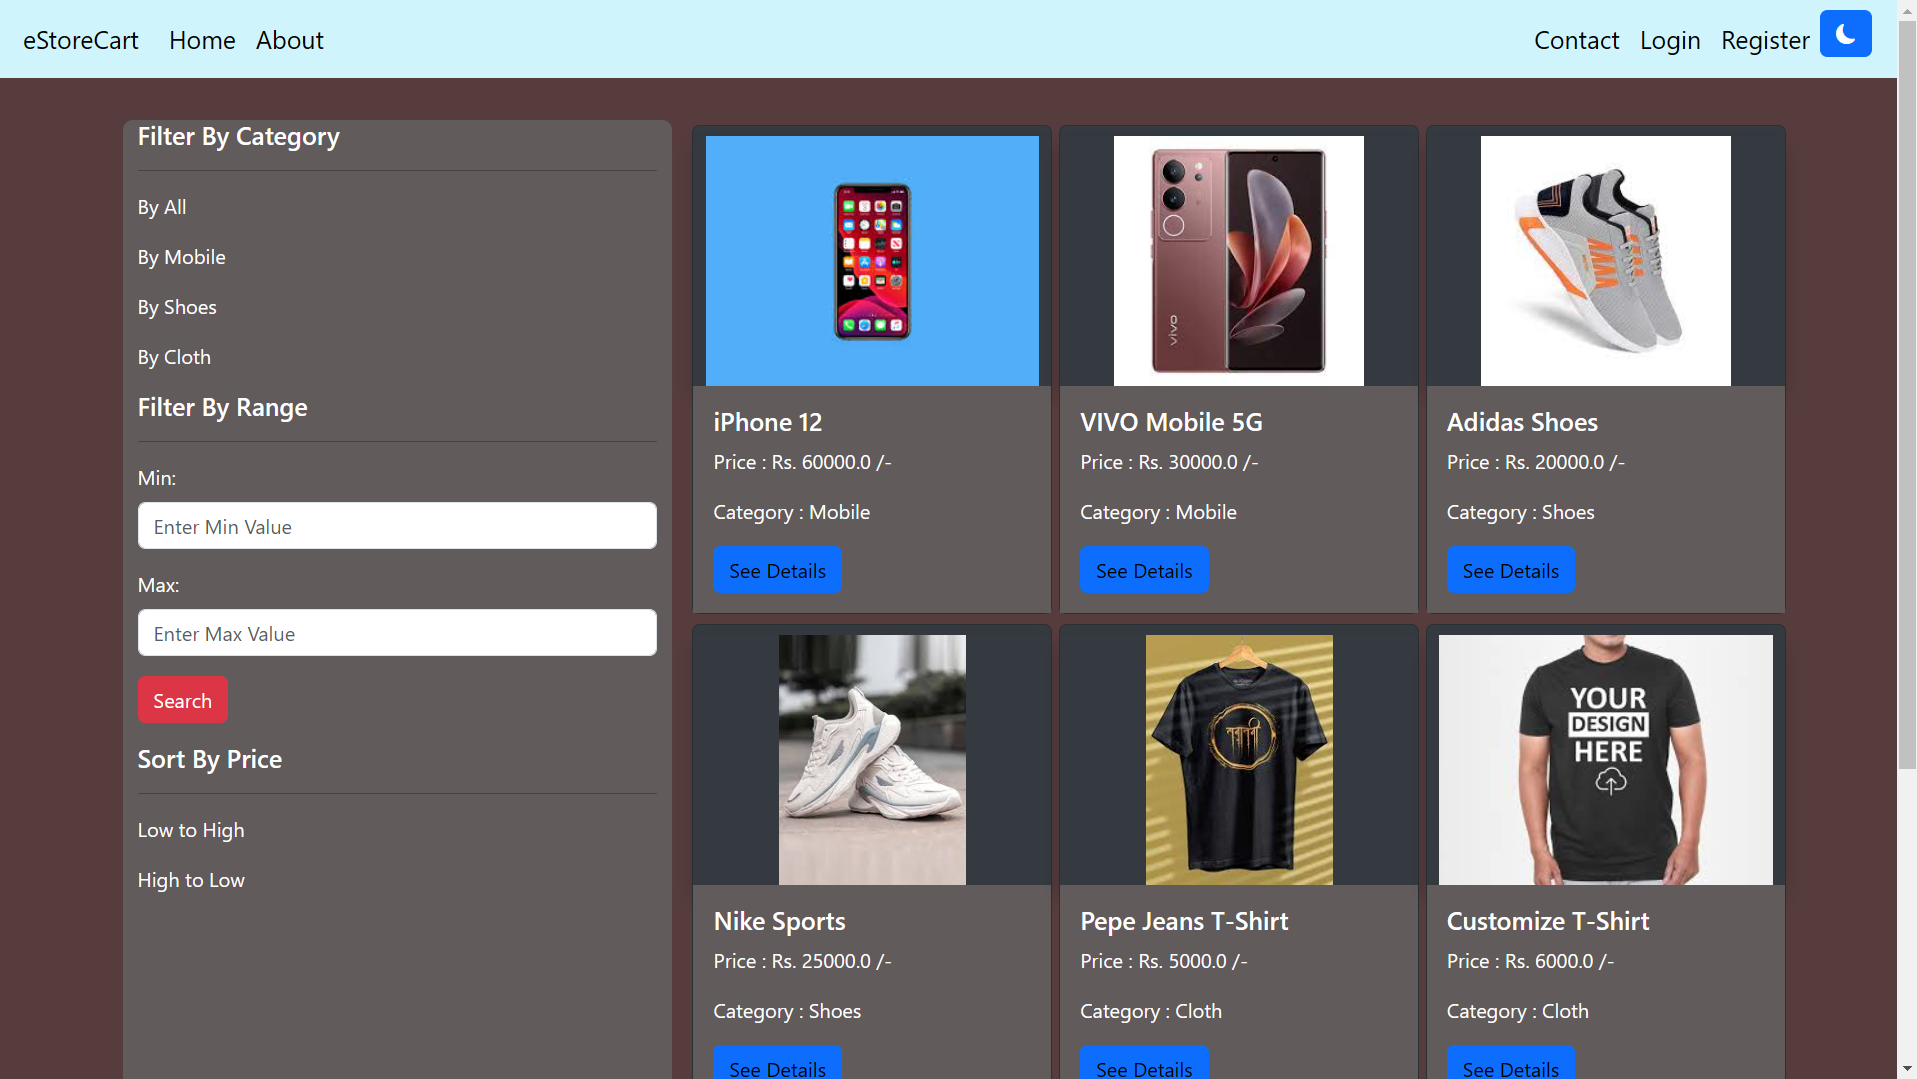 eStoreCart Home About Contact Login Register
Filter By Category
By All
By Mobile
By Shoes
By Cloth
Filter By Range
Min:
Enter Min Value
Max:
Enter Max Value
Search
Sort By Price
Low to High
High to Low
vivo
iPhone 12
Price : Rs. 60000.0 /-
Category : Mobile
See Details
VIVO Mobile 5G
Price : Rs. 30000.0 /-
Category : Mobile
See Details
Adidas Shoes
Price : Rs. 20000.0 /-
Category : Shoes
See Details
YOUR
DESIGN
HERE
Nike Sports
Price : Rs. 25000.0 /-
Category : Shoes
See Details
Pepe Jeans T-Shirt
Price : Rs. 5000.0 /-
Category : Cloth
See Details
Customize T-Shirt
Price : Rs. 6000.0 /-
Category : Cloth
See Details